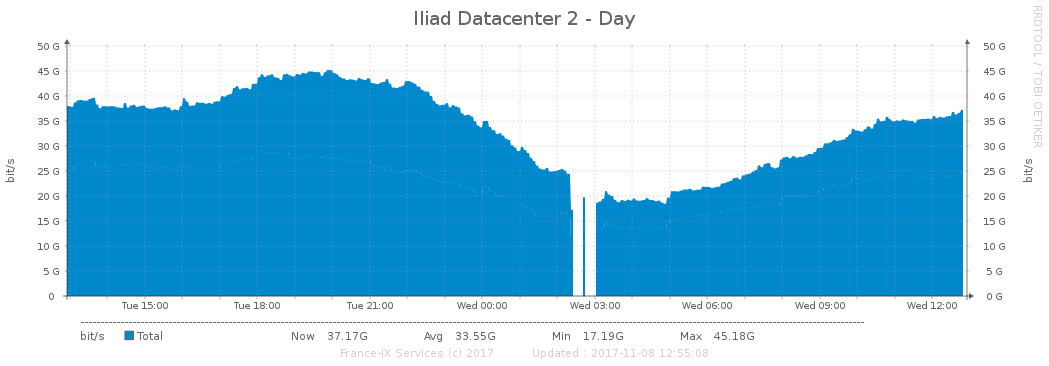 Iliad Datacenter 2 - Day
RRDTOOL / TOBI OETIKER
bit/s
bit/s
50 G 50 G
45 G 45 G
40 G 40 G
35 G 35 G
30 G 30 G
25 G 25 G
20 G 20 G
15 G 15 G
10 G 10 G
5 G 5 G
0 0 G
Tue 15:00 Tue 18:00 Tue 21:00 Wed 00:00 Wed 03:00 Wed 06:00 Wed 09:00 Wed 12:00
bit/s Total Now 37.17G Avg 33.55G Min 17.19G Max 45.18G
France-IX Services (c) 2017 Updated : 2017-11-08 12:55:08